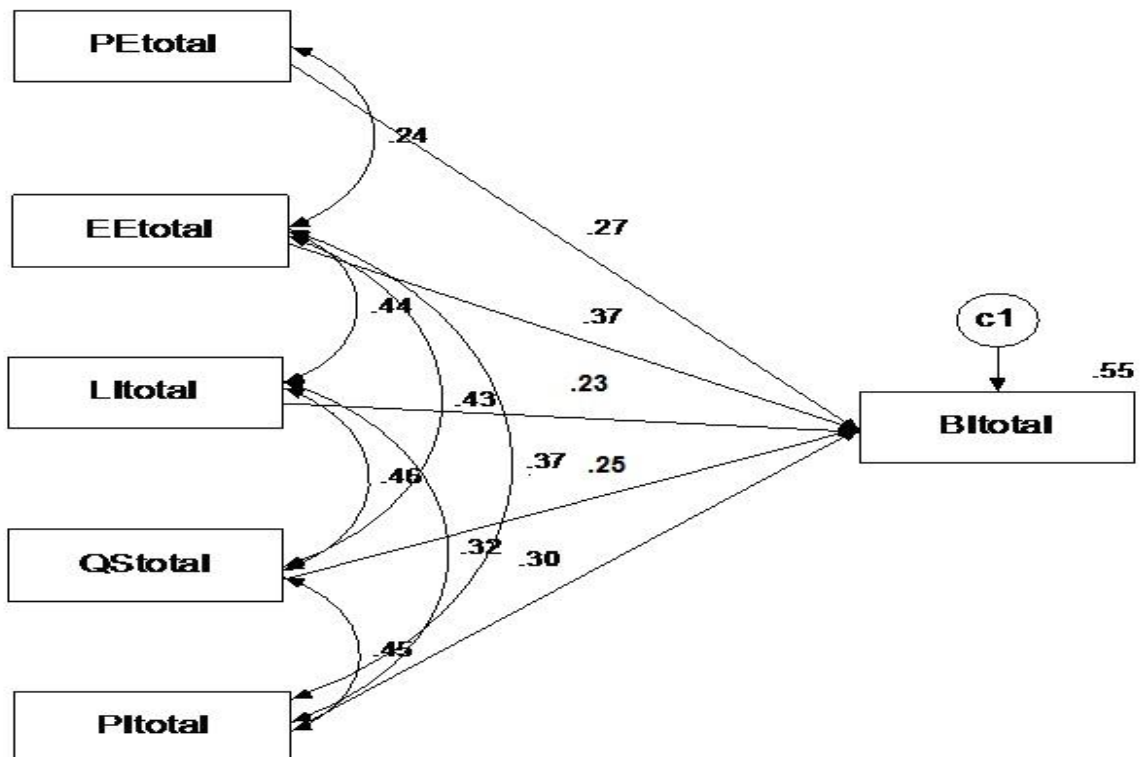 PEtotal
.24
EEtotal
.27
.44
.37
c1
.55
LItotal
.43
.23
BItotal
.46
.37
.25
QStotal
.32
.30
.45
PItotal